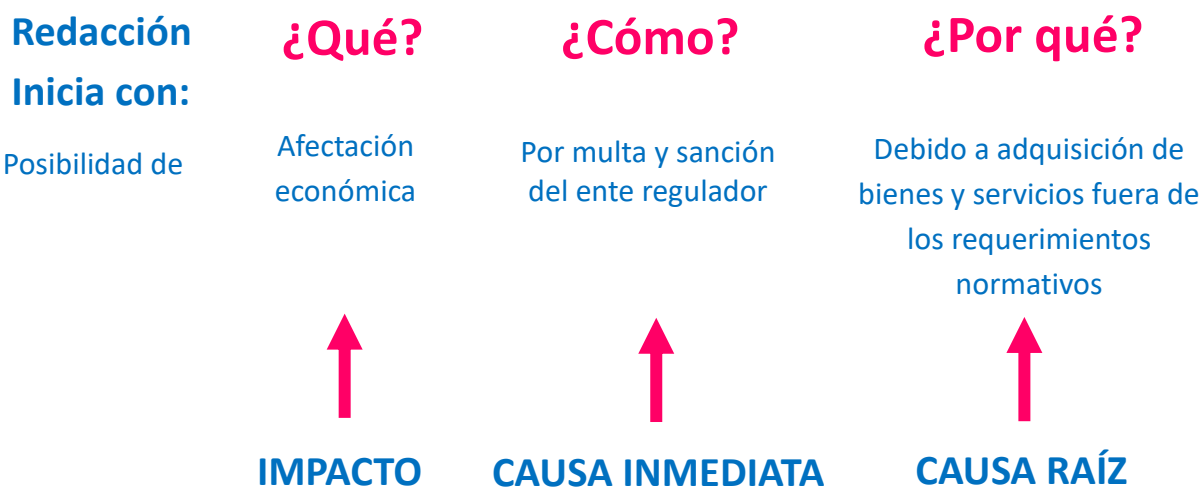 Redacción
Inicia con:
Posibilidad de
¿Qué?
Afectación
económica
IMPACTO
¿Cómo?
Por multa y sanción
del ente regulador
CAUSA INMEDIATA
¿Por qué?
Debido a adquisición de
bienes y servicios fuera de
los requerimientos
normativos
CAUSA RAÍZ